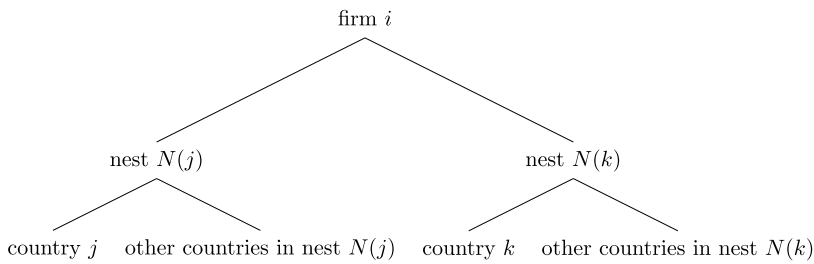 firm i
nest N(j) nest N(k)
country j other countries in nest N(j) country k other countries in nest N(k)